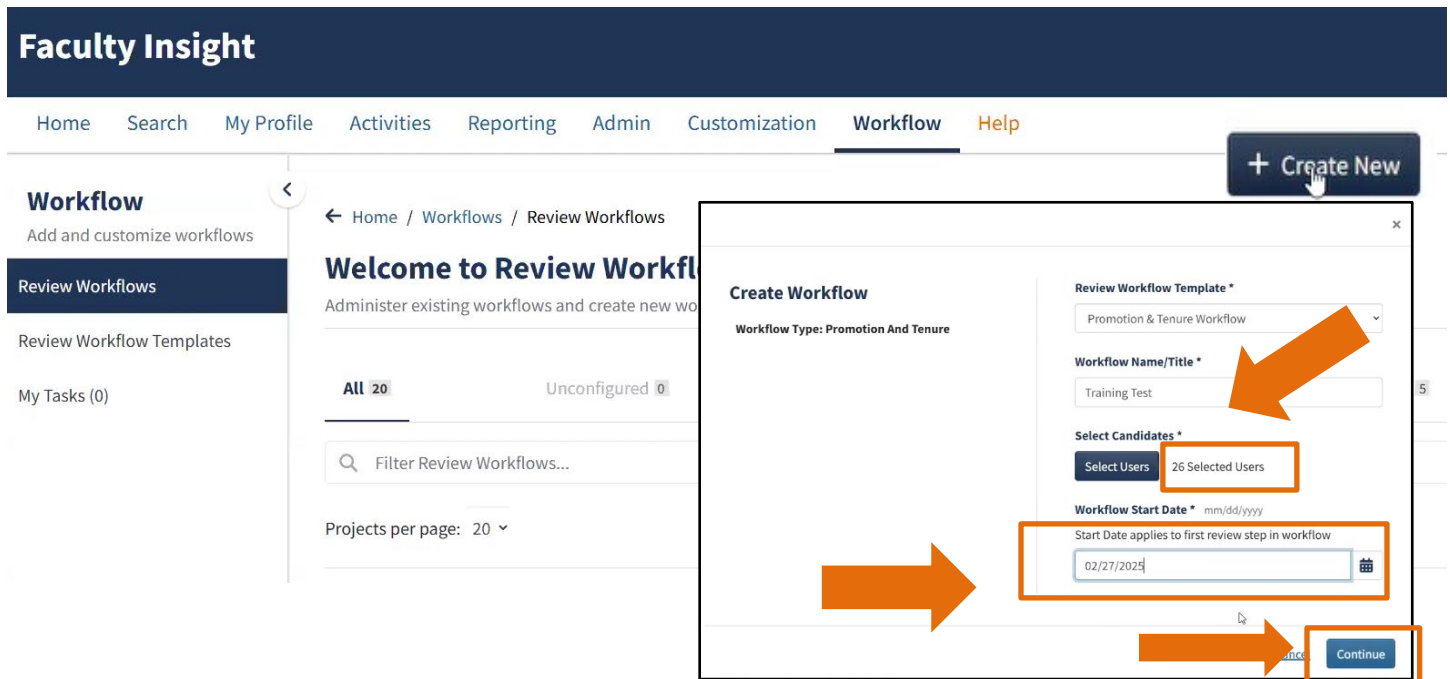 Faculty Insight
Home Search My Profile Activities Reporting Admin Customization Workflow Help
+ Create New
Workflow
Add and customize workflows
Review Workflows
Review Workflow Templates
My Tasks (0)
← Home / Workflows / Review Workflows
Welcome to Review
Administer existing workflows and create new
All 20
Unconfigured 0
5
Filter Review Workflows...
Projects per page: 20
×
Create Workflow
Workflow Type: Promotion And Tenure
Review Workflow Template *
Promotion & Tenure Workflow
Workflow Name/Title *
Training Test
Select Candidates *
Select Users 26 Selected Users
Workflow Start Date * mm/dd/yyyy
Start Date applies to first review step in workflow
02/27/2025
Continue